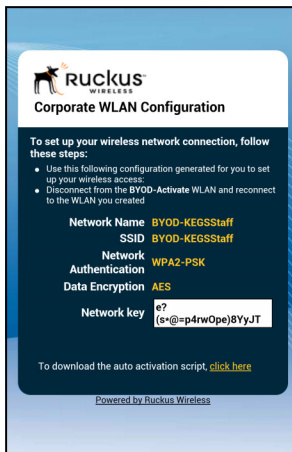 Ruckus™
WIRELESS
Corporate WLAN Configuration
To set up your wireless network connection, follow
these steps:
• Use this following configuration generated for you to set
up your wireless access:
• Disconnect from the BYOD-Activate WLAN and reconnect
to the WLAN you created
Network Name BYOD-KEGSStaff
SSID BYOD-KEGSStaff
Network
Authentication WPA2-PSK
Data Encryption AES
Network key e?
(s*@=p4rwOpe)8YyJT
To download the auto activation script, click here
Powered by Ruckus Wireless